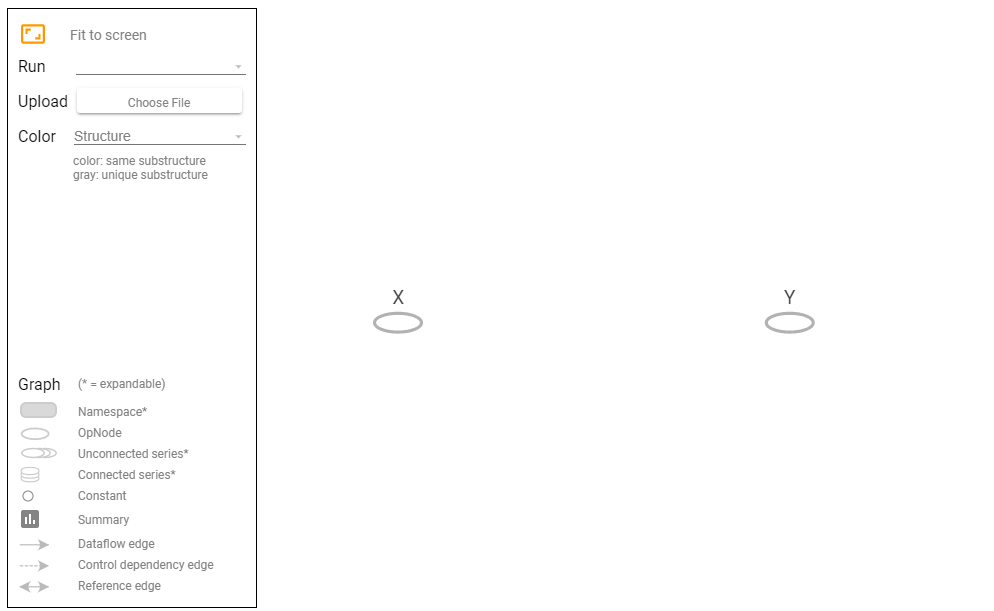 Fit to screen
Run
Upload Choose File
Color Structure
color: same substructure
gray: unique substructure
X Y
Graph (* = expandable)
Namespace*
OpNode
Unconnected series*
Connected series*
Constant
Summary
Dataflow edge
Control dependency edge
Reference edge